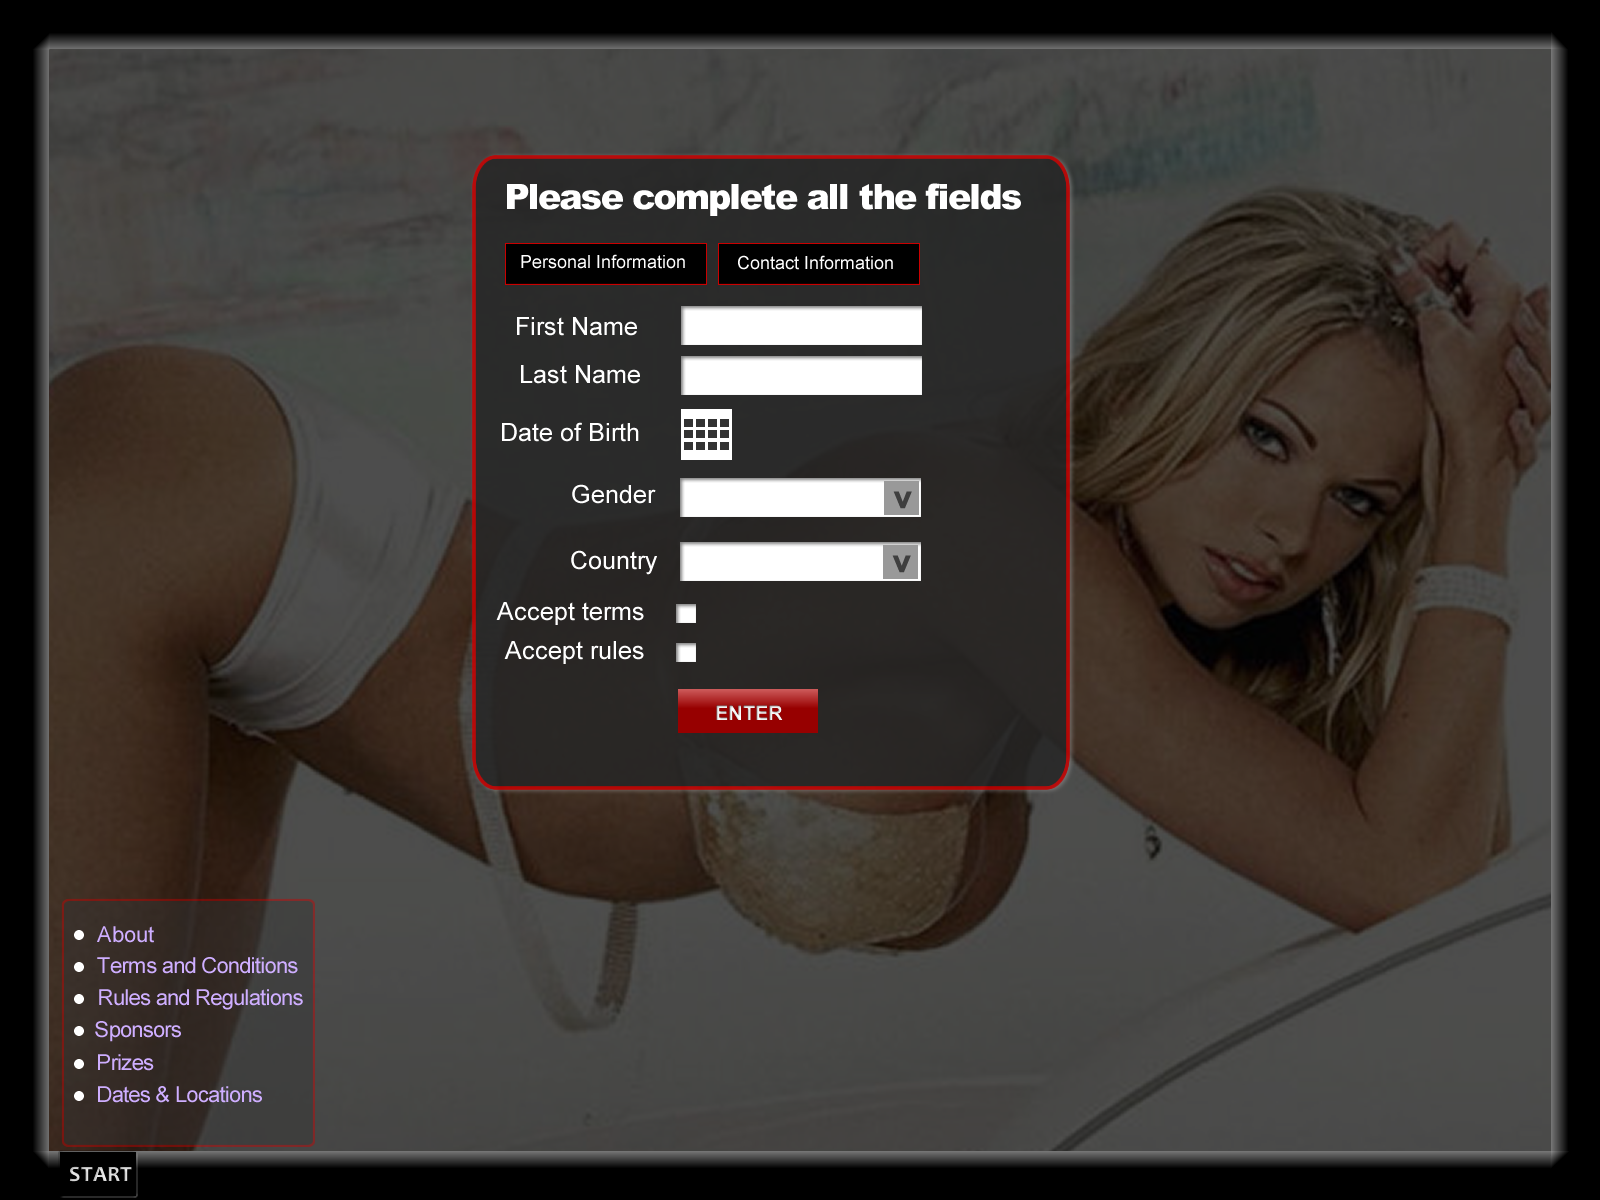 Please complete all the fields
Personal Information
Contact Information
First Name
Last Name
Date of Birth
Gender
V
Country
V
Accept terms
Accept rules
ENTER
About
Terms and Conditions
Rules and Regulations
Sponsors
Prizes
Dates & Locations
START